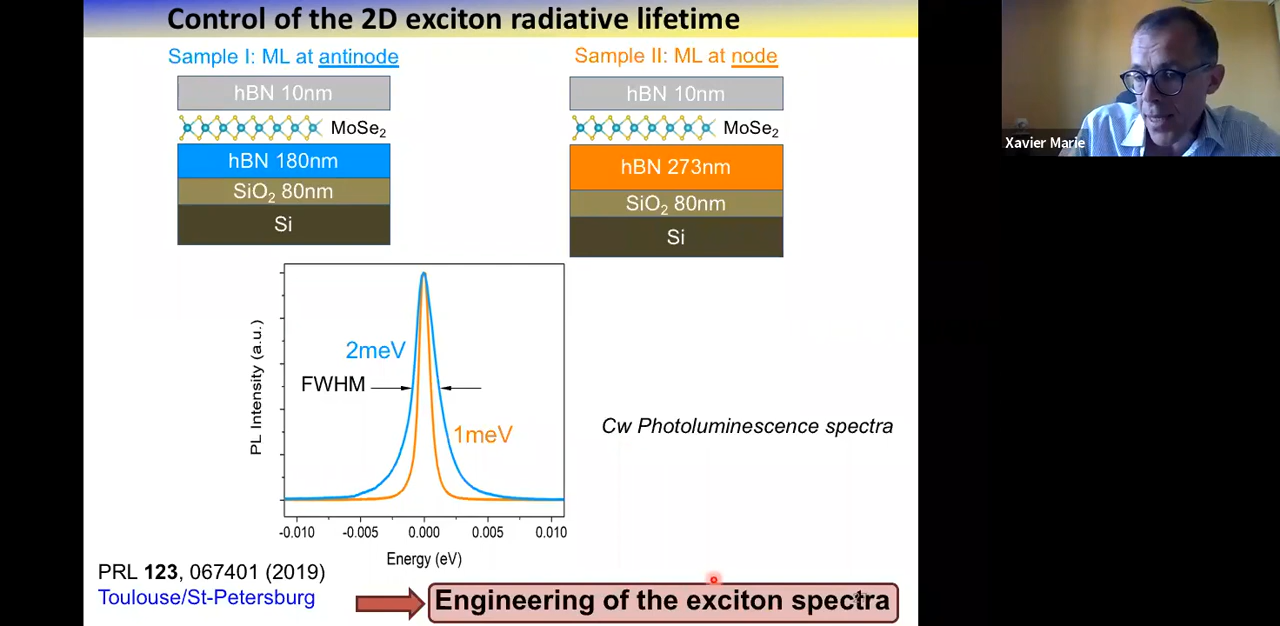 Control of the 2D exciton radiative lifetime
Sample I: ML at antinode
hBN 10nm
MoSe2
hBN 180nm
SiO2 80nm
Si
Sample II: ML at node
hBN 10nm
MoSe2
hBN 273nm
SiO2 80nm
Si
Xavier Marie
PL Intensity (a.u.)
2meV
FWHM
1meV
-0.010 -0.005 0.000 0.005 0.010
Energy (eV)
Cw Photoluminescence spectra
PRL 123, 067401 (2019)
Toulouse/St-Petersburg
Engineering of the exciton spectra